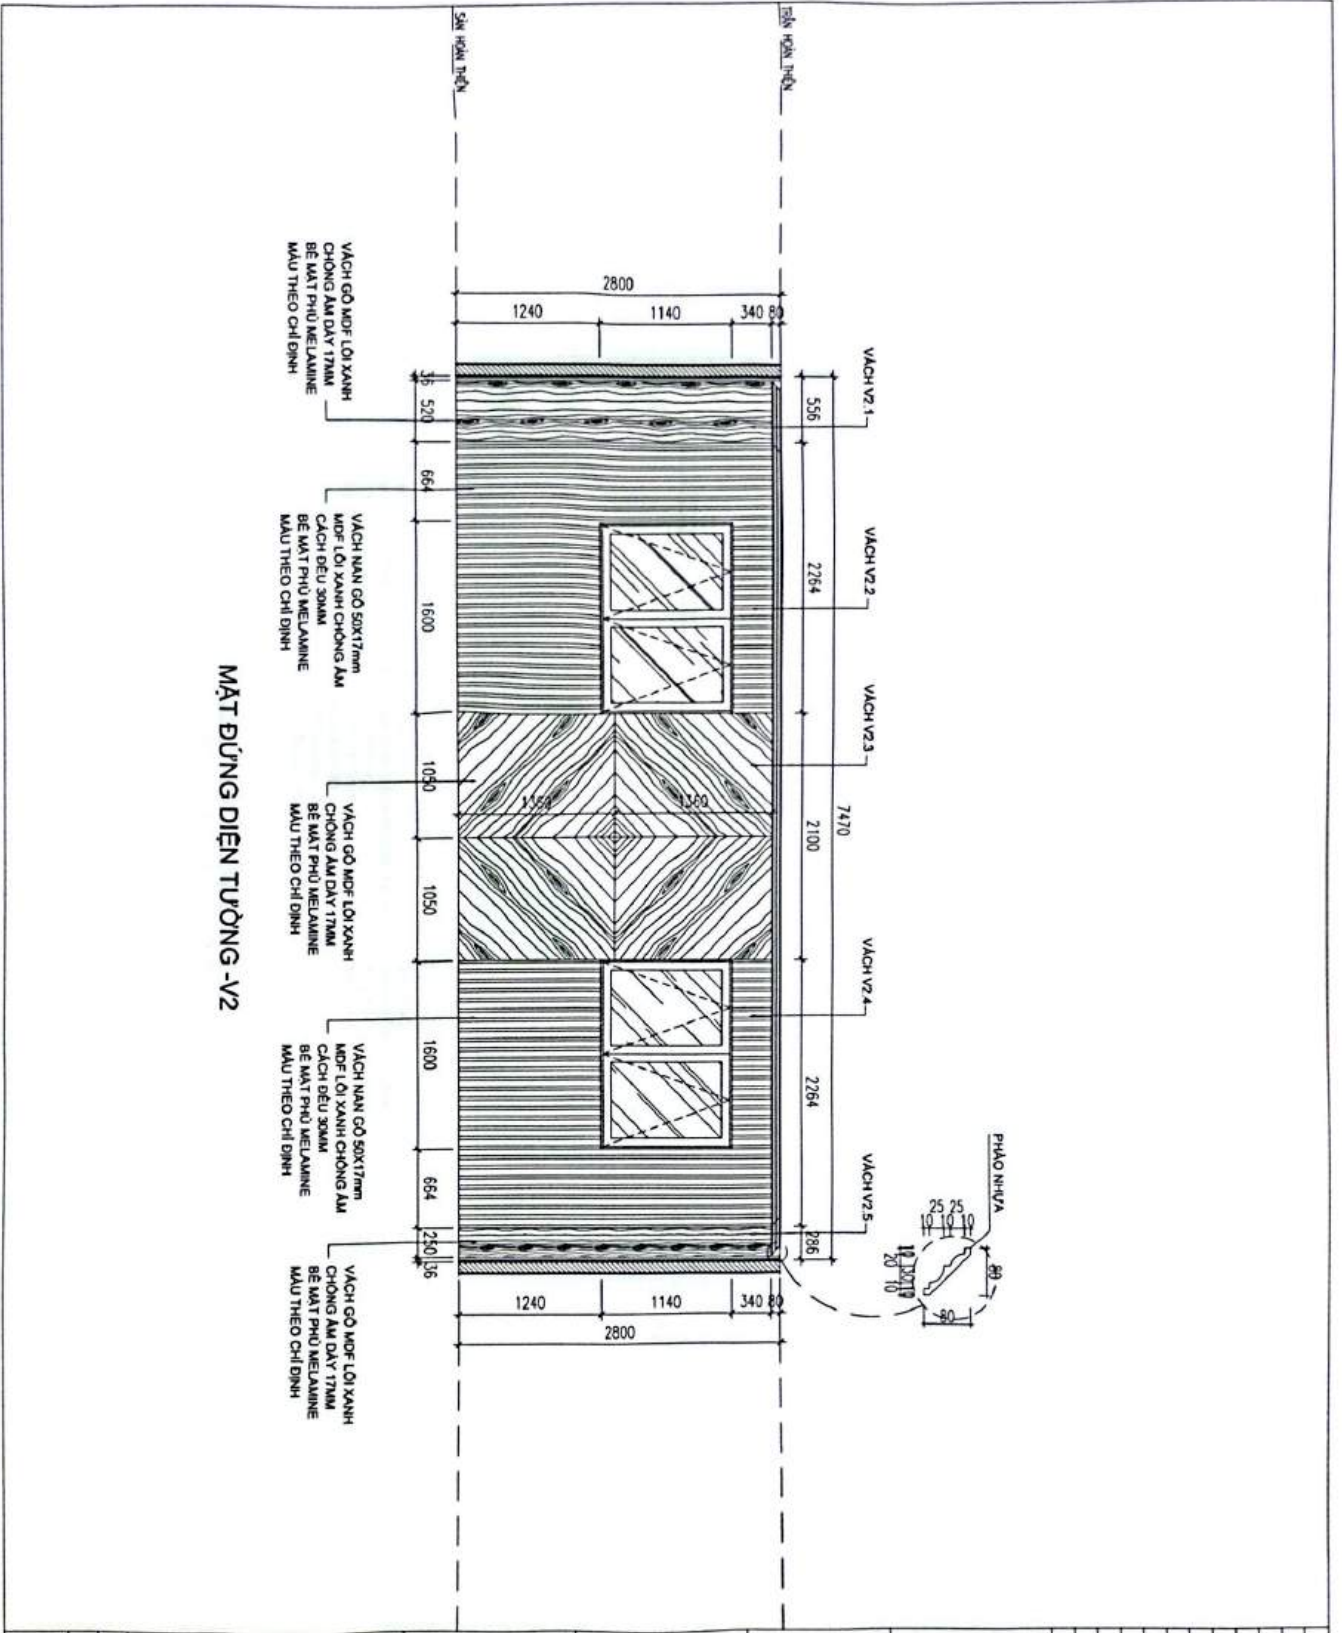 TRẦN HOÀN THIỆN
SÀN HOÀN THIỆN
PHÀO NHỰA
10 25 10 25 10
80
80
VÁCH V2.1
VÁCH V2.2
VÁCH V2.3
VÁCH V2.4
VÁCH V2.5
7470
556
2264
2100
2264
286
2800
80
340
1140
1240
2800
80
340
1140
1240
1360
1360
36
520
664
1600
1050
1050
1600
664
250
36
VÁCH GỖ MDF LÕI XANH
CHỐNG ẨM DÀY 17MM
BỀ MẶT PHỦ MELAMINE
MÀU THEO CHỈ ĐỊNH
VÁCH NAN GỖ 50X17mm
MDF LÕI XANH CHỐNG ẨM
CÁCH ĐỀU 30MM
BỀ MẶT PHỦ MELAMINE
MÀU THEO CHỈ ĐỊNH
VÁCH GỖ MDF LÕI XANH
CHỐNG ẨM DÀY 17MM
BỀ MẶT PHỦ MELAMINE
MÀU THEO CHỈ ĐỊNH
VÁCH NAN GỖ 50X17mm
MDF LÕI XANH CHỐNG ẨM
CÁCH ĐỀU 30MM
BỀ MẶT PHỦ MELAMINE
MÀU THEO CHỈ ĐỊNH
VÁCH GỖ MDF LÕI XANH
CHỐNG ẨM DÀY 17MM
BỀ MẶT PHỦ MELAMINE
MÀU THEO CHỈ ĐỊNH
MẶT ĐỨNG DIỆN TƯỜNG -V2